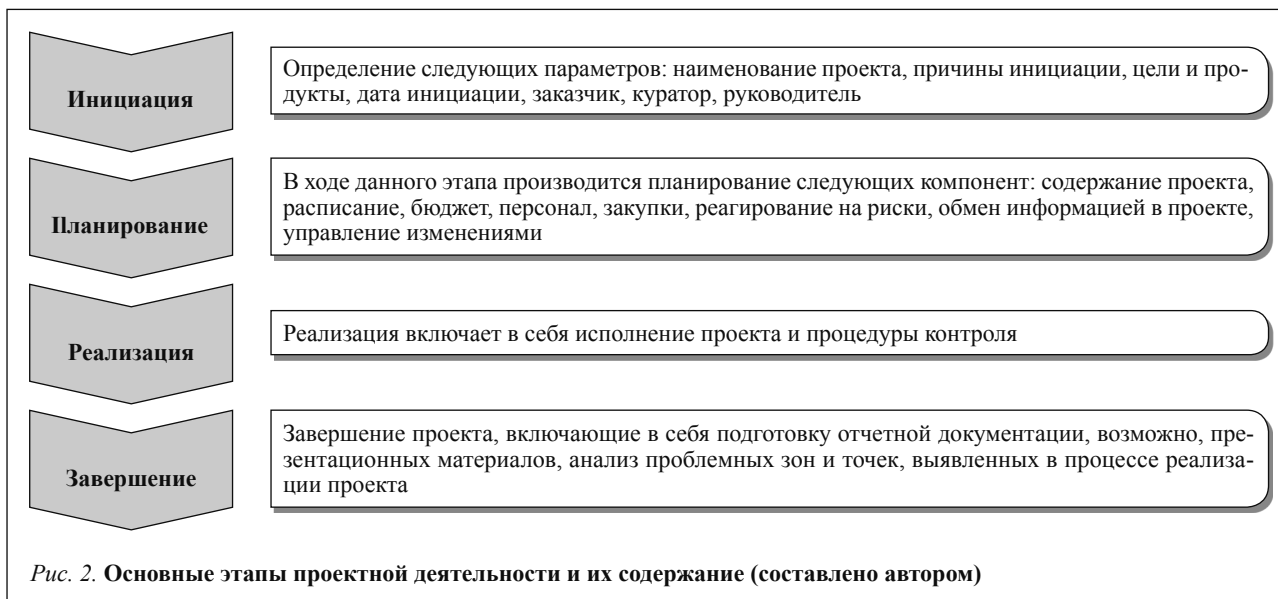 Инициация
Определение следующих параметров: наименование проекта, причины инициации, цели и про-
дукты, дата инициации, заказчик, куратор, руководитель
Планирование
В ходе данного этапа производится планирование следующих компонент: содержание проекта,
расписание, бюджет, персонал, закупки, реагирование на риски, обмен информацией в проекте,
управление изменениями
Реализация
Реализация включает в себя исполнение проекта и процедуры контроля
Завершение
Завершение проекта, включающие в себя подготовку отчетной документации, возможно, пре-
зентационных материалов, анализ проблемных зон и точек, выявленных в процессе реализа-
ции проекта
Рис. 2. Основные этапы проектной деятельности и их содержание (составлено автором)